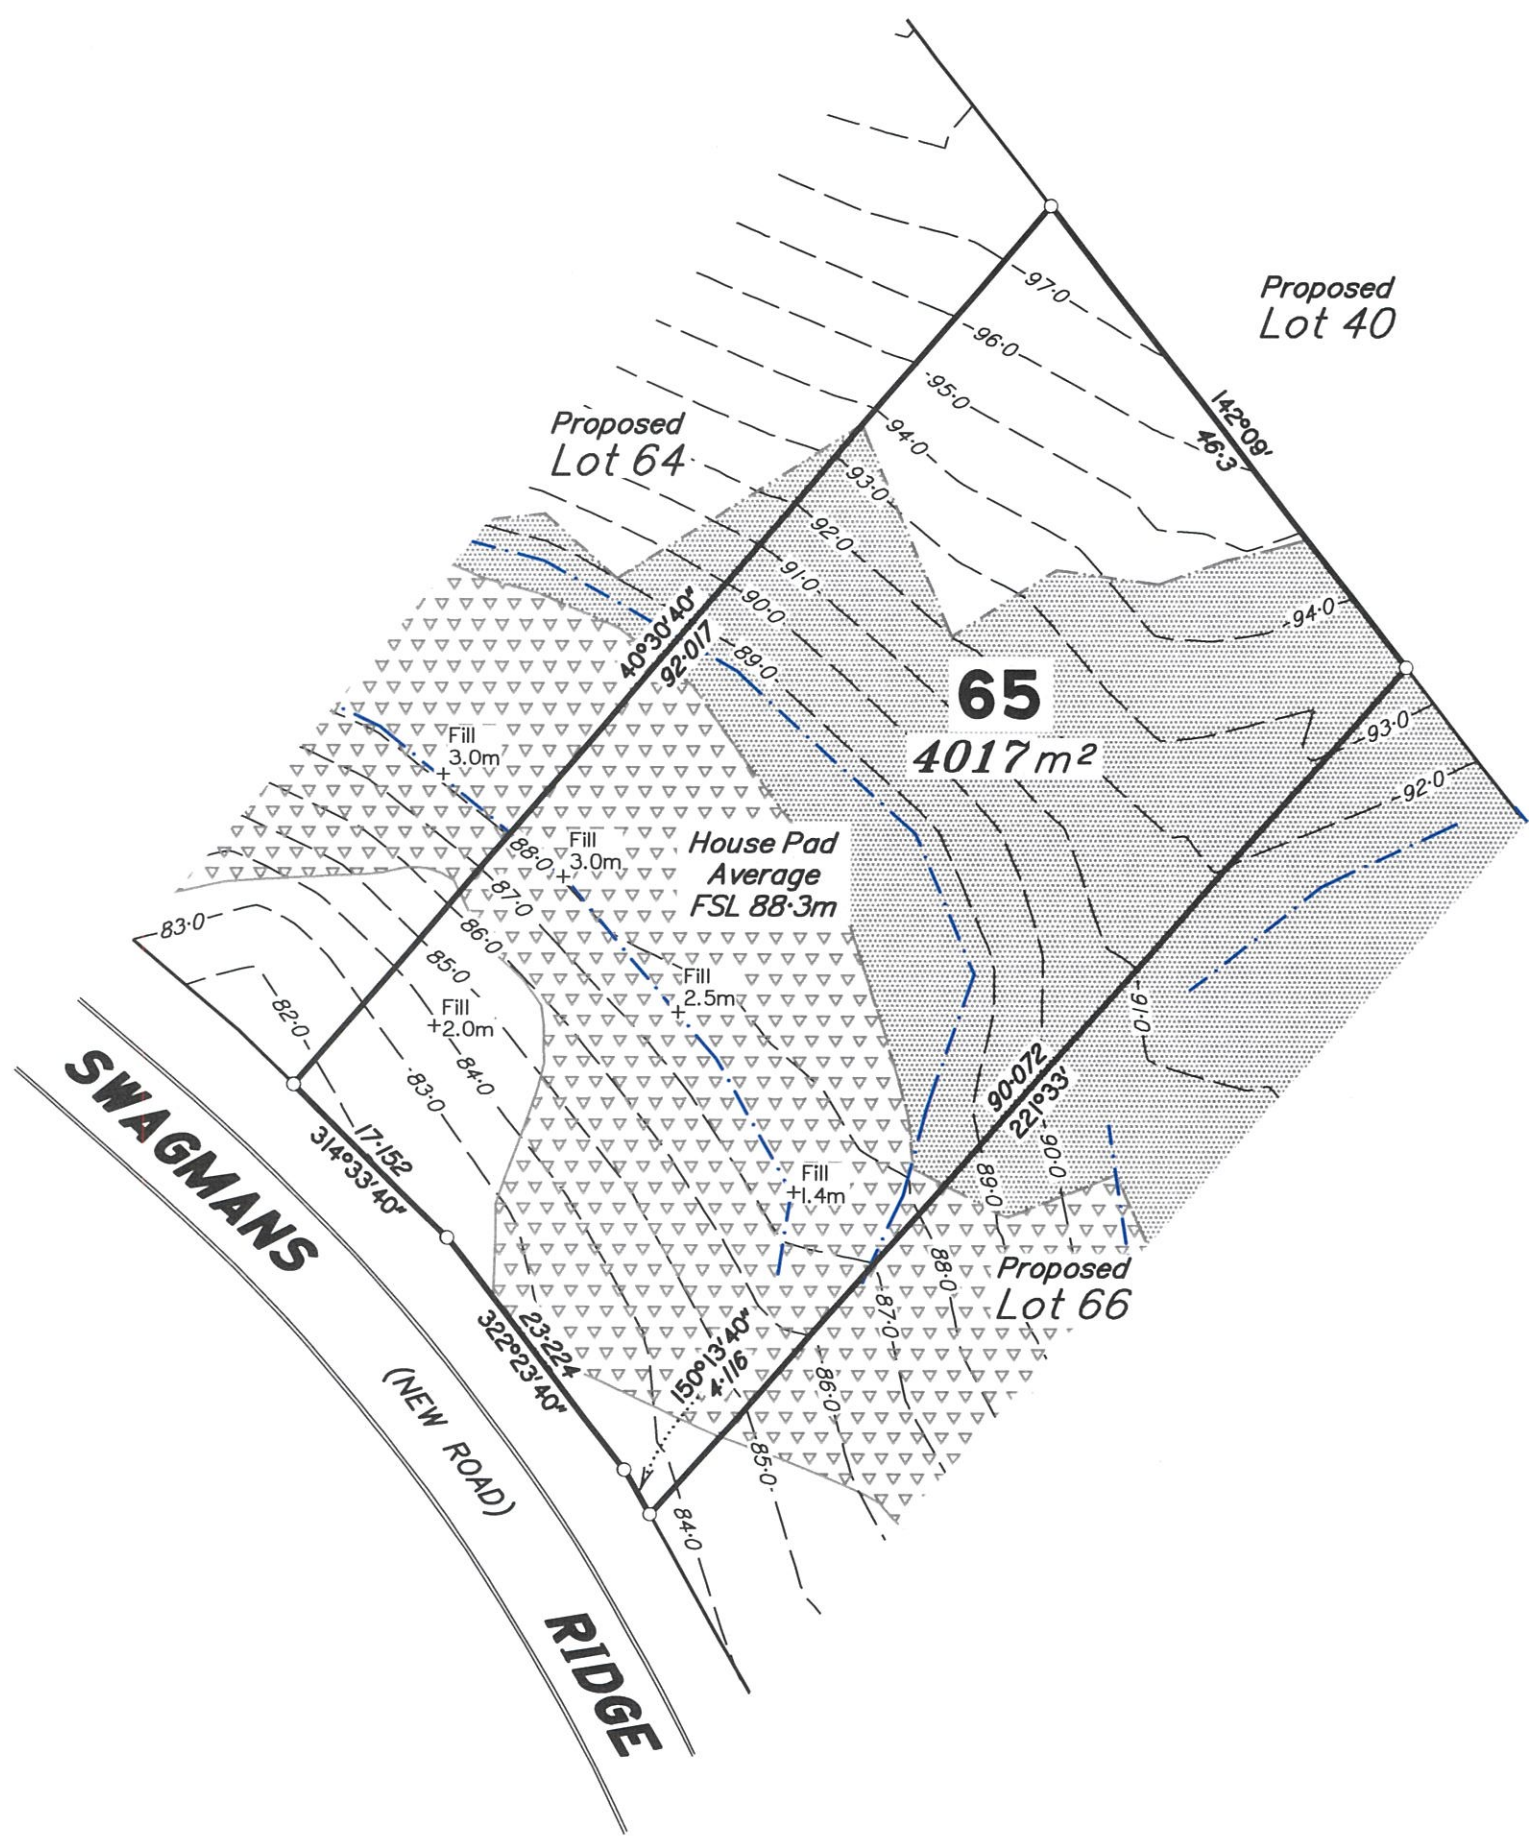 97·0
Proposed
Lot 40
96·0
95·0
142°09'
46·3
Proposed
Lot 64
94·0
93·0
92·0
91·0
90·0
40°30'40"
92·017
94·0
89·0
65
4017 m²
93·0
92·0
Fill
3.0m
Fill
3.0m
88·0
House Pad
Average
FSL 88·3m
87·0
86·0
83·0
85·0
Fill
2.5m
Fill
2.0m
82·0
91·0
84·0
83·0
90·072
221°33'
SWAGMANS
17·152
314°33'40"
90·0
89·0
Fill
1.4m
Proposed
Lot 66
88·0
87·0
23·224
322°23'40"
150°13'40"
4·116
86·0
(NEW ROAD)
85·0
84·0
RIDGE